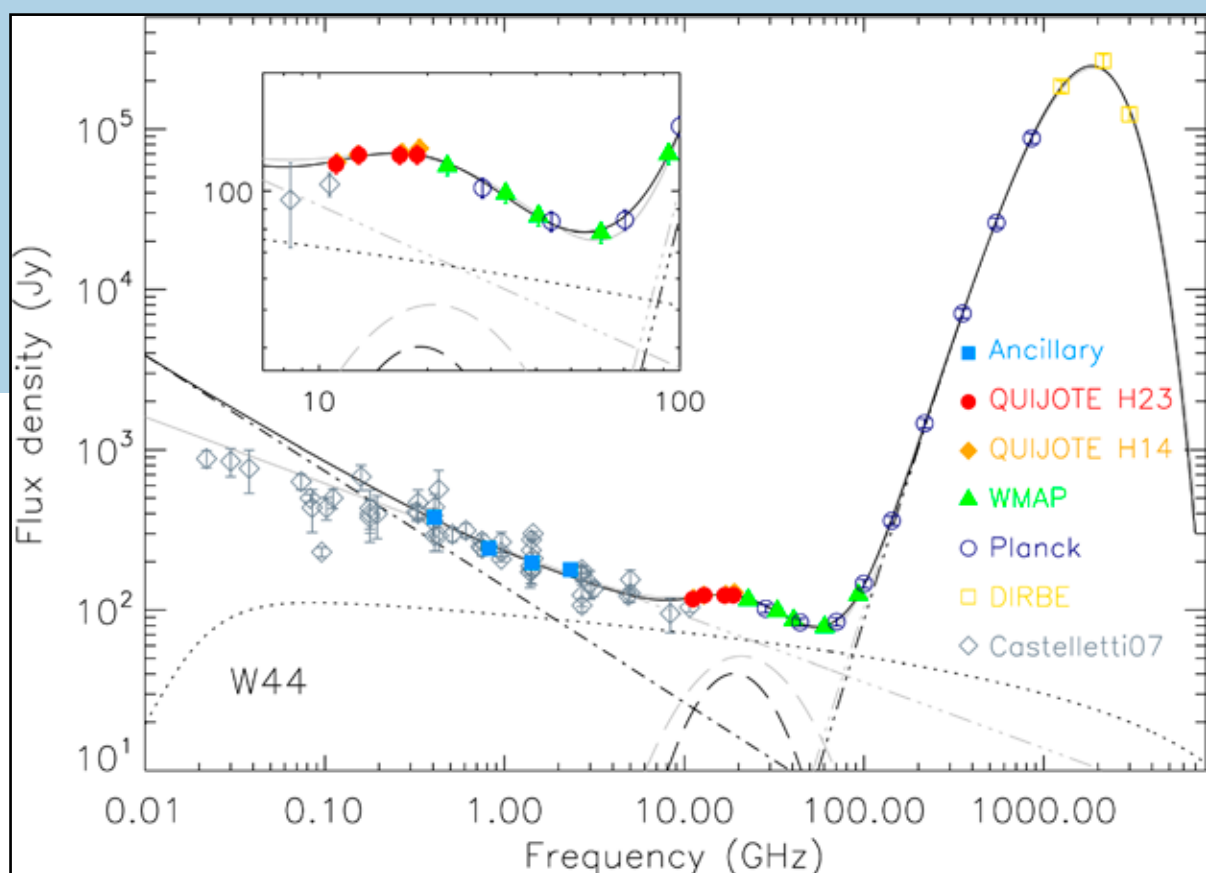 Flux density (Jy)
10⁵
10⁴
10³
10²
10¹
100
10
100
Ancillary
QUIJOTE H23
QUIJOTE H14
WMAP
Planck
DIRBE
Castelletti07
W44
0.01
0.10
1.00
10.00
100.00
1000.00
Frequency (GHz)